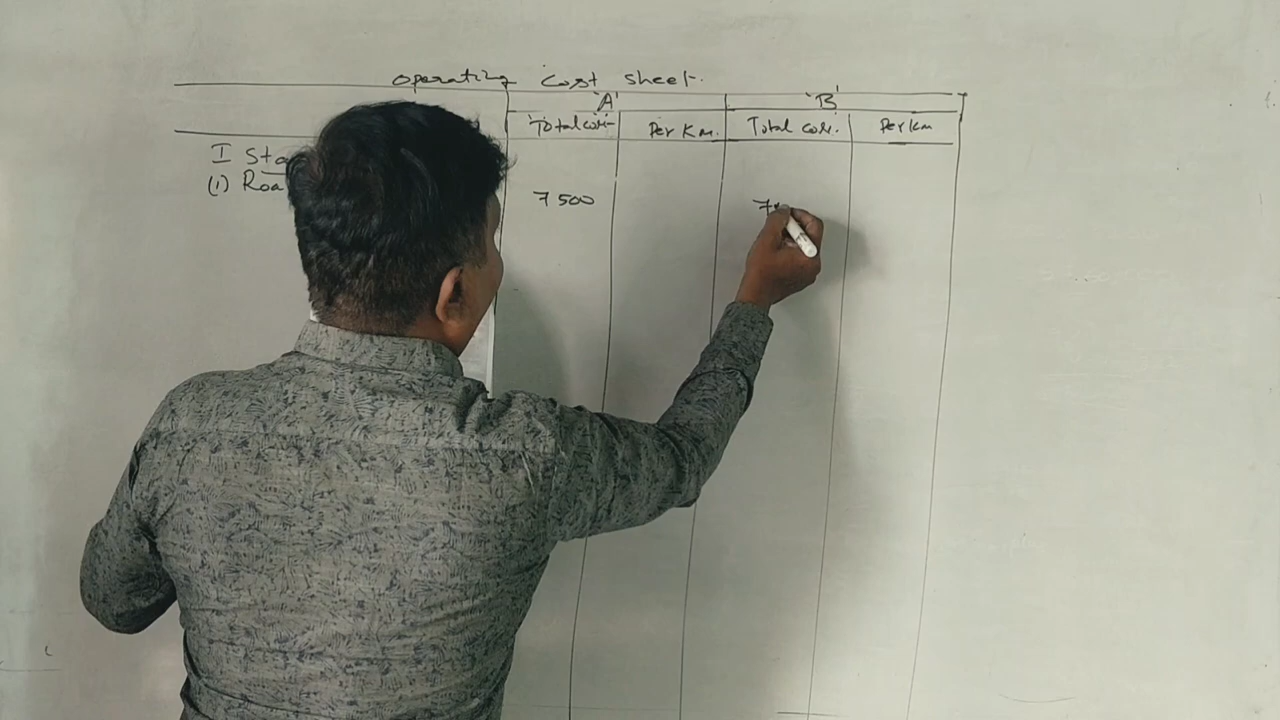 operating cost sheet.
'A' 'B'
Total cost Per Km. Total cost. Per km
I Sta
(1) Roa 7500 7